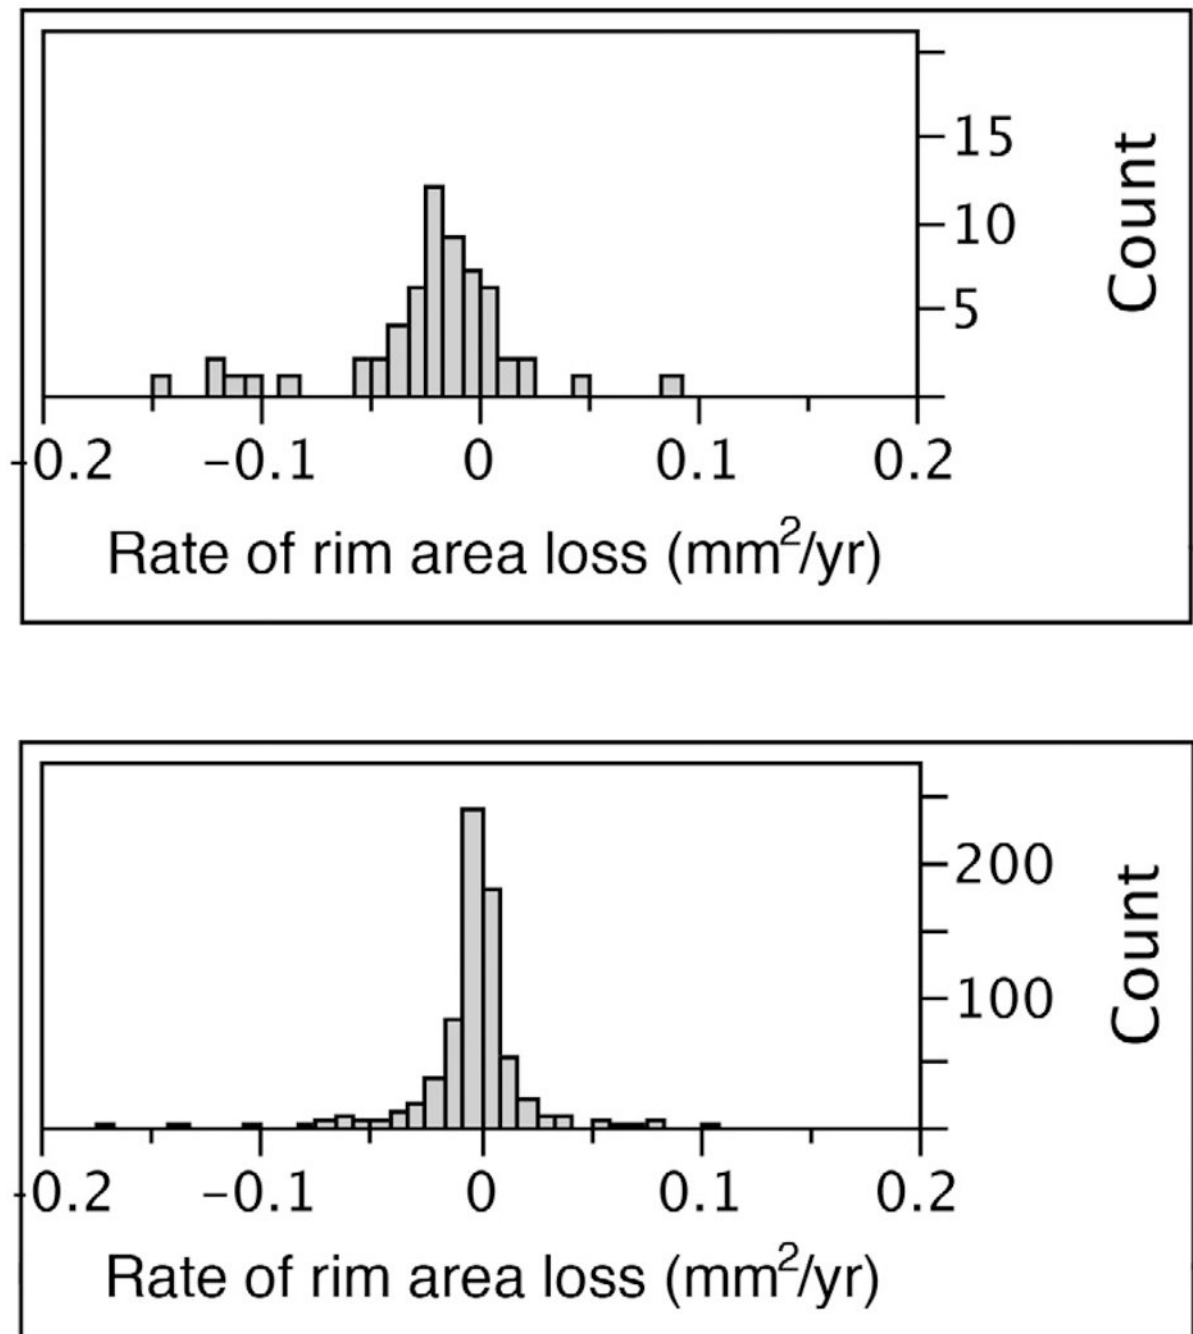 15
10
5
Count
-0.2 −0.1 0 0.1 0.2
Rate of rim area loss (mm²/yr)
200
100
Count
-0.2 −0.1 0 0.1 0.2
Rate of rim area loss (mm²/yr)